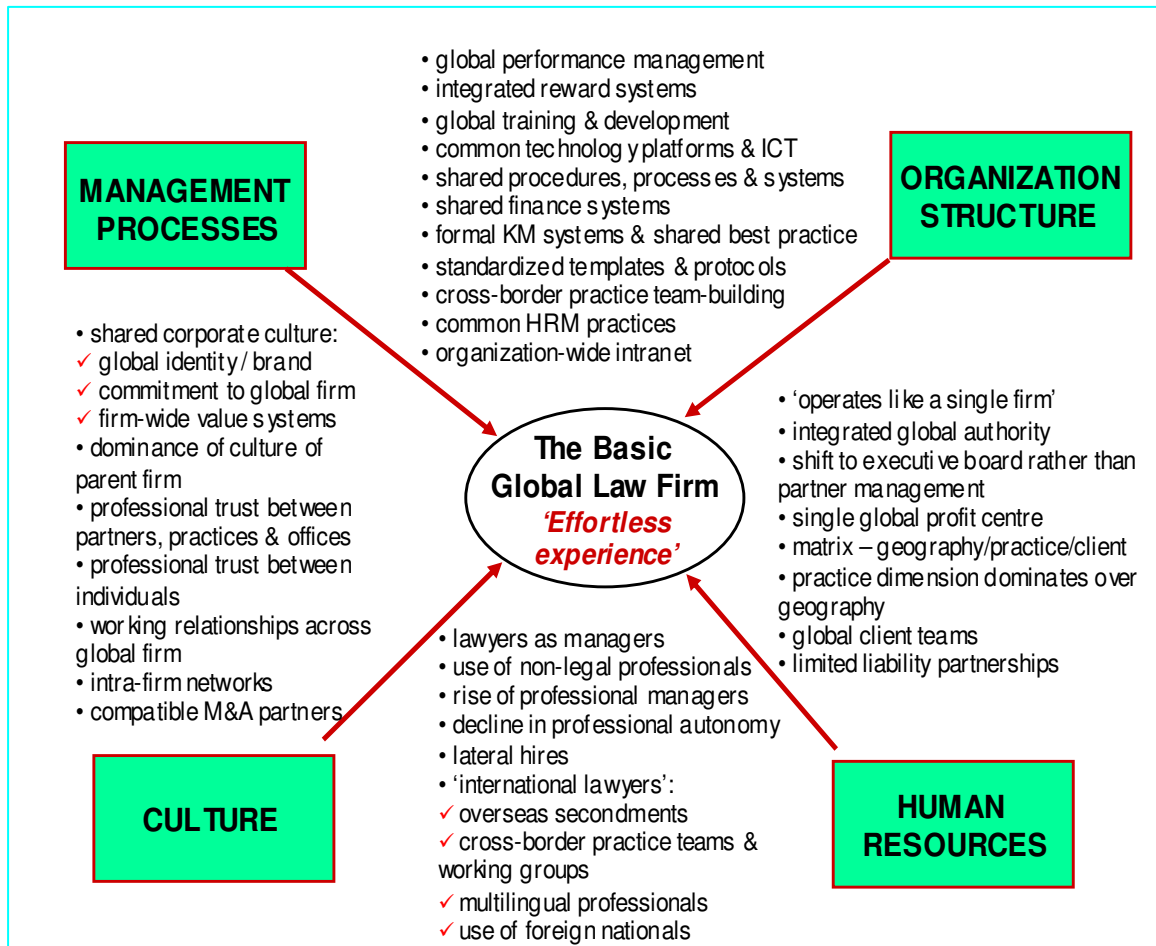 • global performance management
• integrated reward systems
• global training & development
• common technology platforms & ICT
• shared procedures, processes & systems
• shared finance systems
• formal KM systems & shared best practice
• standardized templates & protocols
• cross-border practice team-building
• common HRM practices
• organization-wide intranet
MANAGEMENT
PROCESSES
ORGANIZATION
STRUCTURE
• shared corporate culture:
✓ global identity / brand
✓ commitment to global firm
✓ firm-wide value systems
• dominance of culture of
parent firm
• professional trust between
partners, practices & offices
• professional trust between
individuals
• working relationships across
global firm
• intra-firm networks
• compatible M&A partners
The Basic
Global Law Firm
‘Effortless
experience’
• ‘operates like a single firm’
• integrated global authority
• shift to executive board rather than
partner management
• single global profit centre
• matrix – geography/practice/client
• practice dimension dominates over
geography
• global client teams
• limited liability partnerships
• lawyers as managers
• use of non-legal professionals
• rise of professional managers
• decline in professional autonomy
• lateral hires
• ‘international lawyers’:
✓ overseas secondments
✓ cross-border practice teams &
working groups
✓ multilingual professionals
✓ use of foreign nationals
CULTURE
HUMAN
RESOURCES